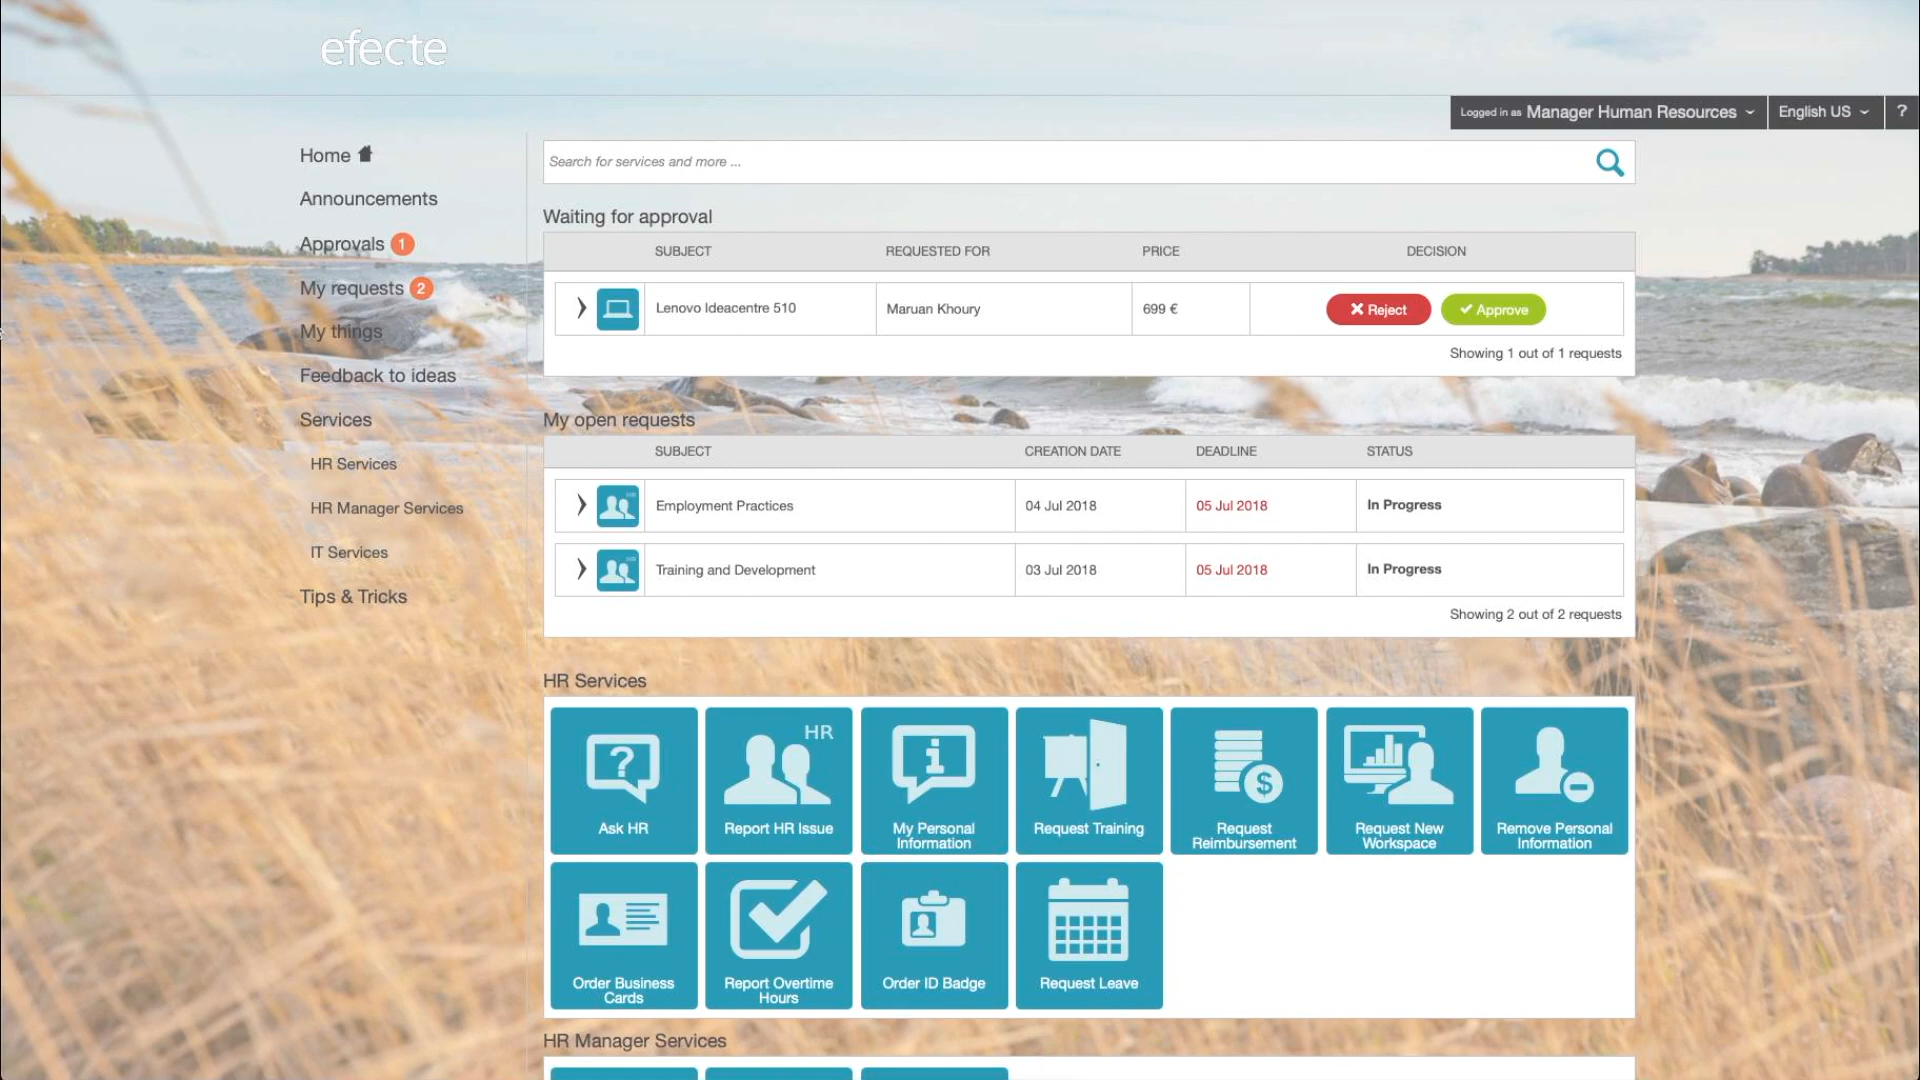 efecte
Logged in as Manager Human Resources
English US
?
Home
Announcements
Approvals 1
My requests 2
My things
Feedback to ideas
Services
HR Services
HR Manager Services
IT Services
Tips & Tricks
Search for services and more ...
Waiting for approval
SUBJECT REQUESTED FOR PRICE DECISION
Lenovo Ideacentre 510 Maruan Khoury 699 € Reject Approve
Showing 1 out of 1 requests
My open requests
SUBJECT CREATION DATE DEADLINE STATUS
Employment Practices 04 Jul 2018 05 Jul 2018 In Progress
Training and Development 03 Jul 2018 05 Jul 2018 In Progress
Showing 2 out of 2 requests
HR Services
?
Ask HR
HR
Report HR Issue
i
My Personal
Information
Request Training
$
Request
Reimbursement
Request New
Workspace
Remove Personal
Information
Order Business
Cards
Report Overtime
Hours
Order ID Badge
Request Leave
HR Manager Services